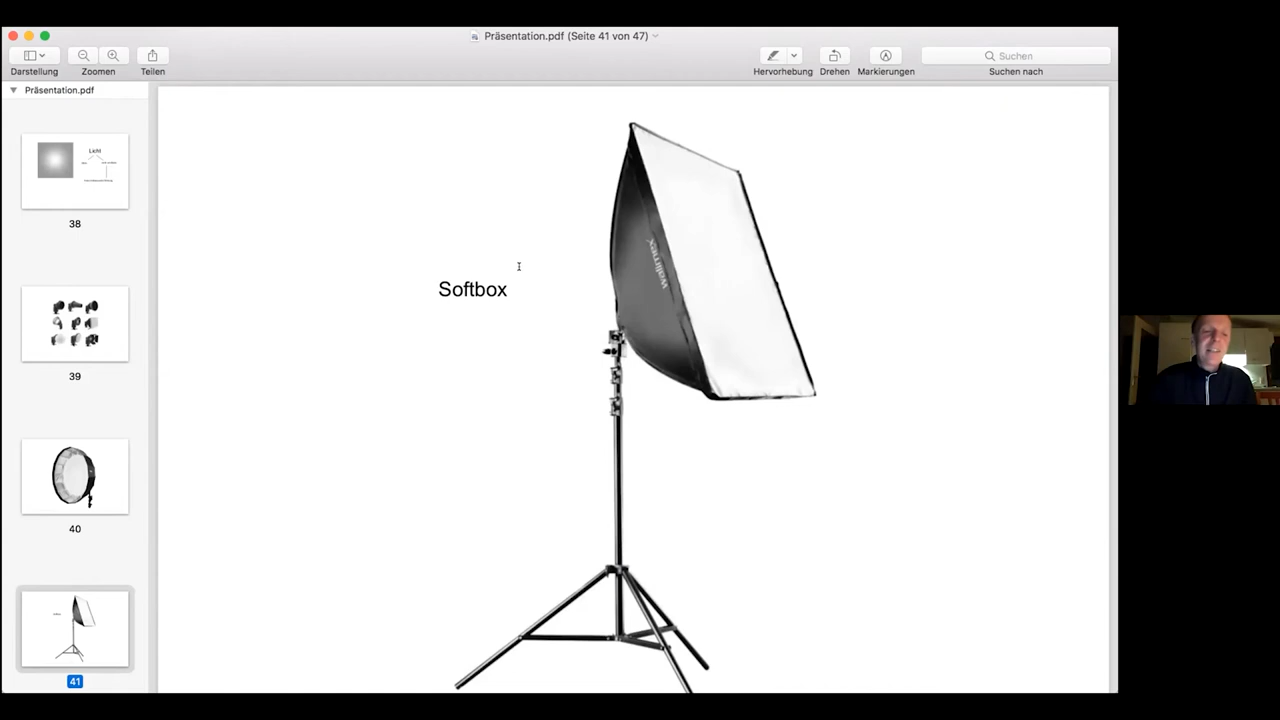 Präsentation.pdf (Seite 41 von 47)
Darstellung
Zoomen
Teilen
Hervorhebung
Drehen
Markierungen
Suchen
Suchen nach
Präsentation.pdf
Licht
38
39
40
41
Softbox
walimex